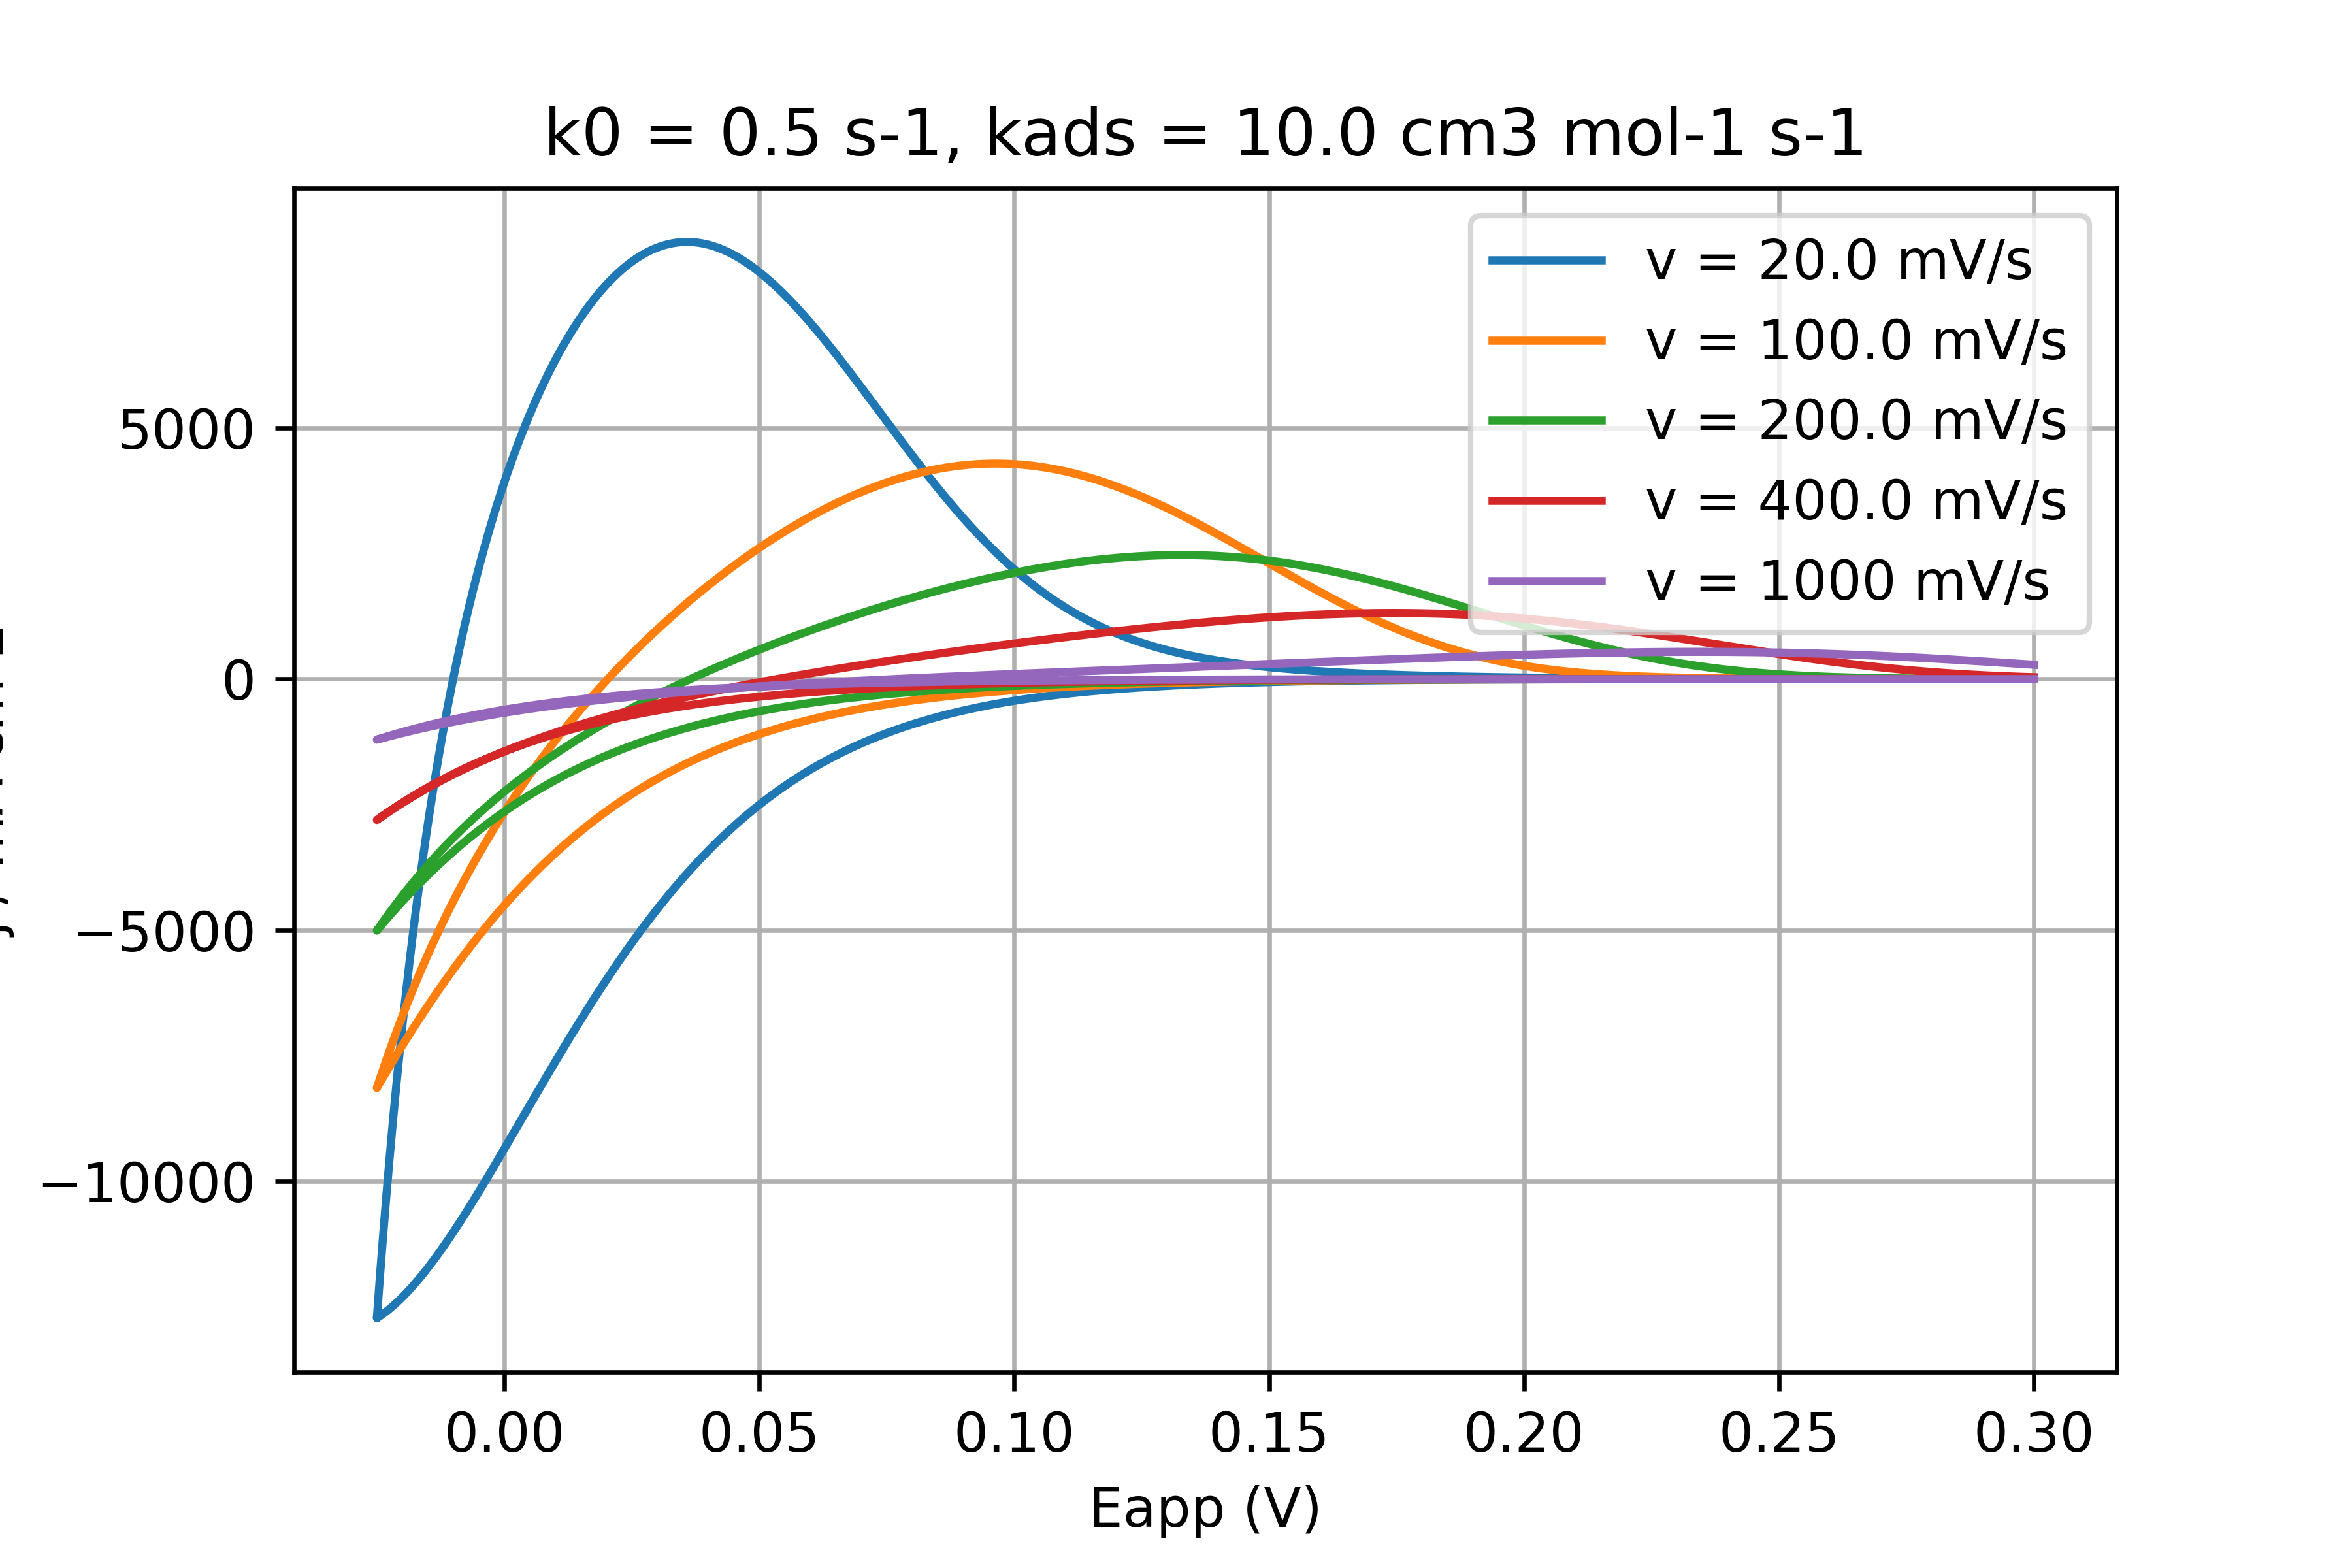 k0 = 0.5 s-1, kads = 10.0 cm3 mol-1 s-1
v = 20.0 mV/s
v = 100.0 mV/s
v = 200.0 mV/s
v = 400.0 mV/s
v = 1000 mV/s
5000
0
−5000
−10000
0.00
0.05
0.10
0.15
0.20
0.25
0.30
Eapp (V)